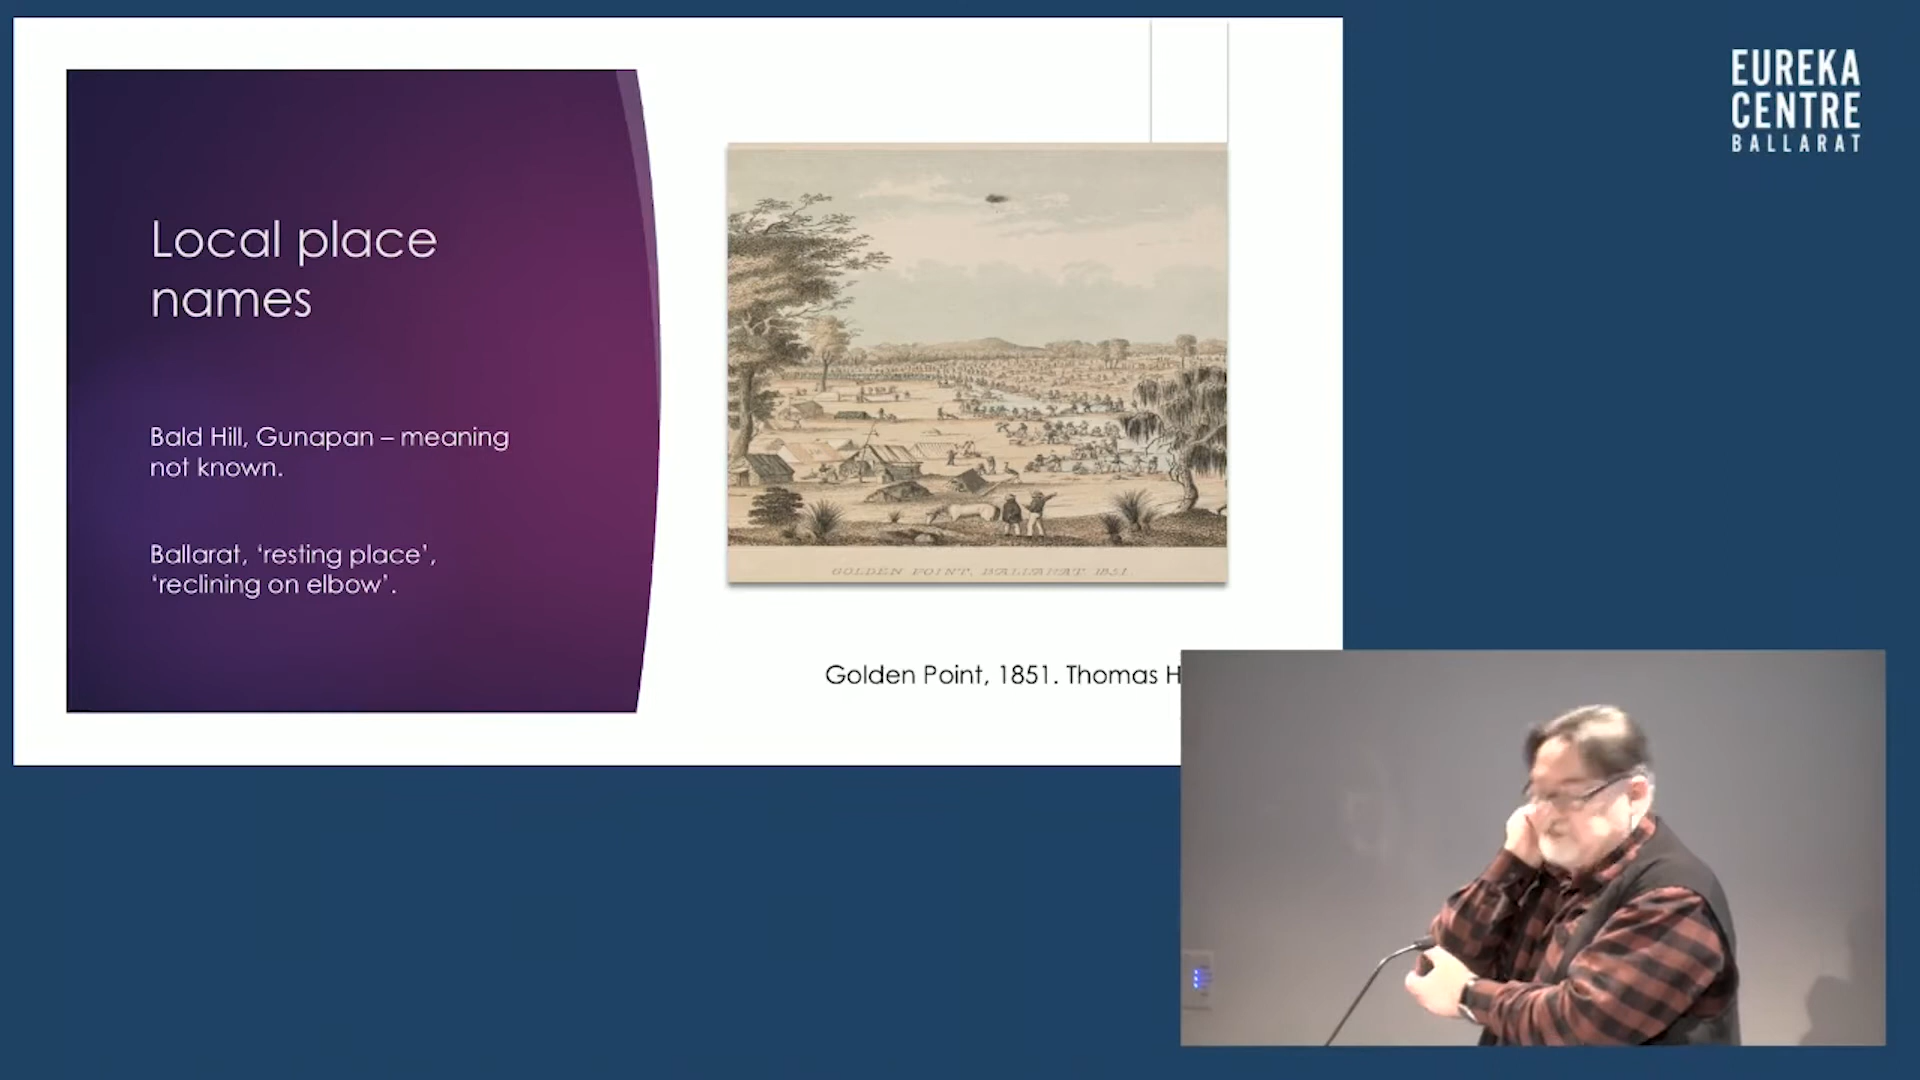 Local place
names
Bald Hill, Gunapan – meaning
not known.
Ballarat, ‘resting place’,
‘reclining on elbow’.
GOLDEN POINT, BALLARAT. 1851.
Golden Point, 1851. Thomas H
EUREKA
CENTRE
BALLARAT